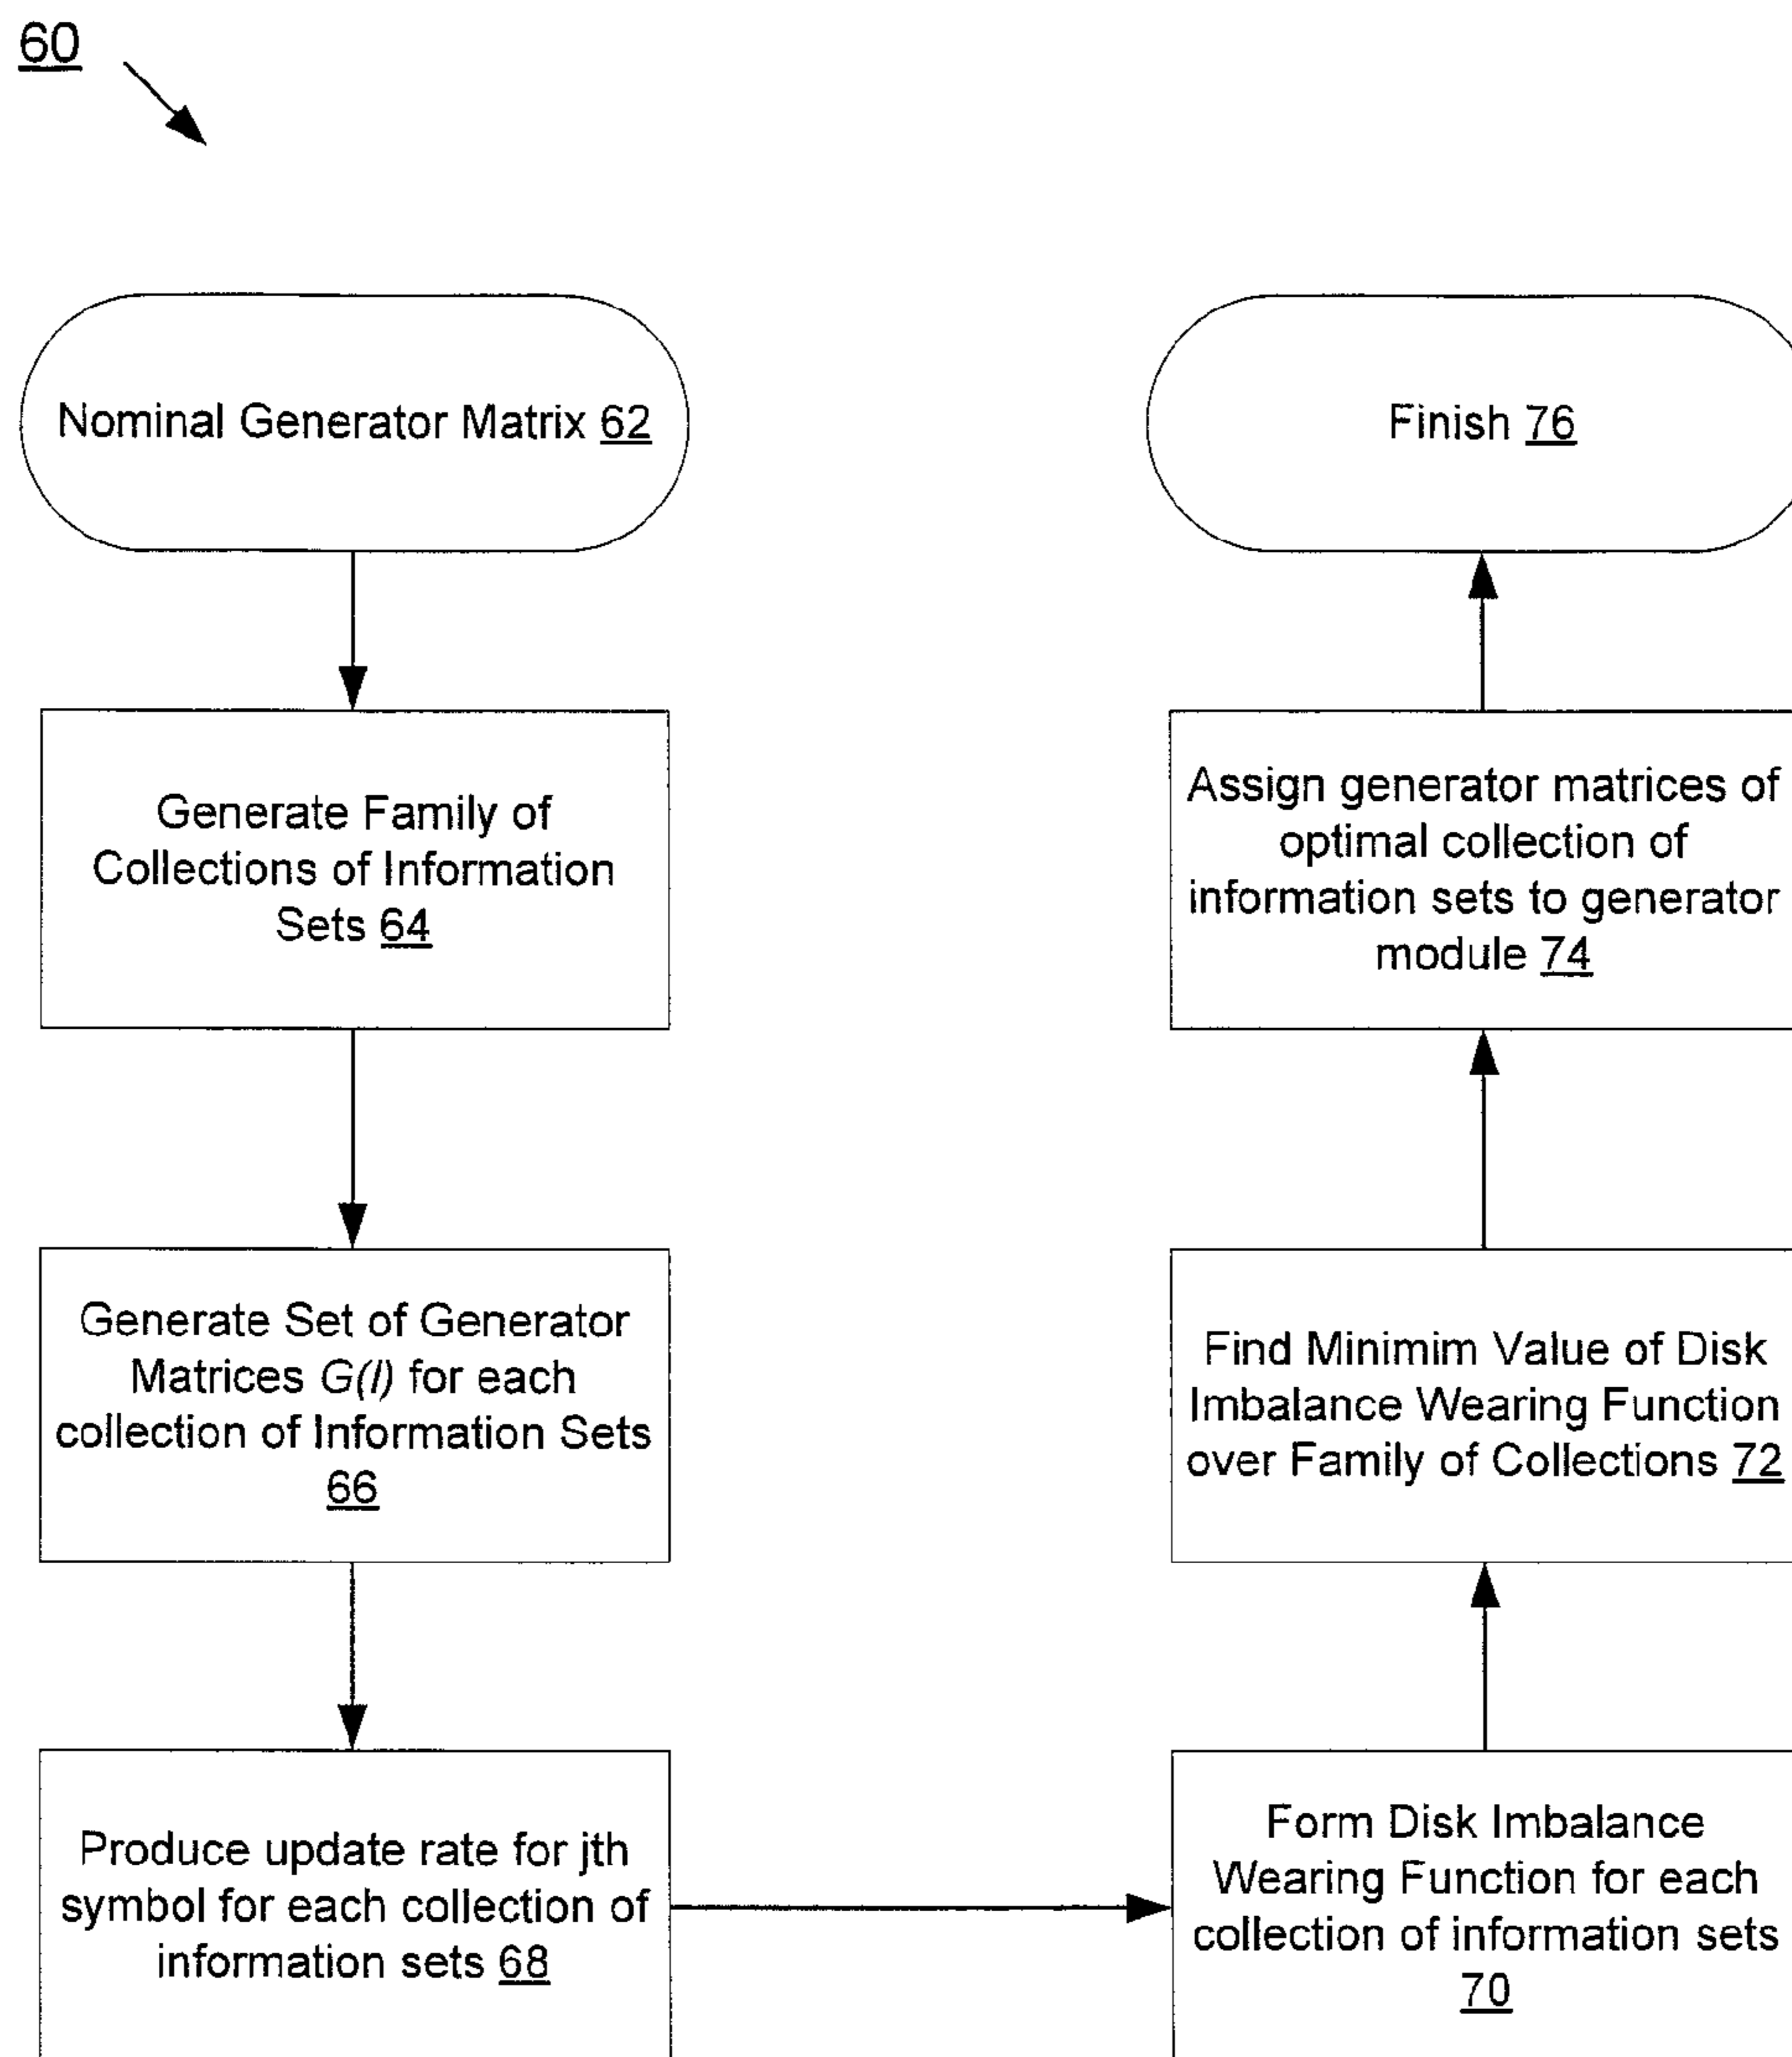 60
Nominal Generator Matrix 62
Generate Family of
Collections of Information
Sets 64
Generate Set of Generator
Matrices G(I) for each
collection of Information Sets
66
Produce update rate for jth
symbol for each collection of
information sets 68
Form Disk Imbalance
Wearing Function for each
collection of information sets
70
Find Minimim Value of Disk
Imbalance Wearing Function
over Family of Collections 72
Assign generator matrices of
optimal collection of
information sets to generator
module 74
Finish 76